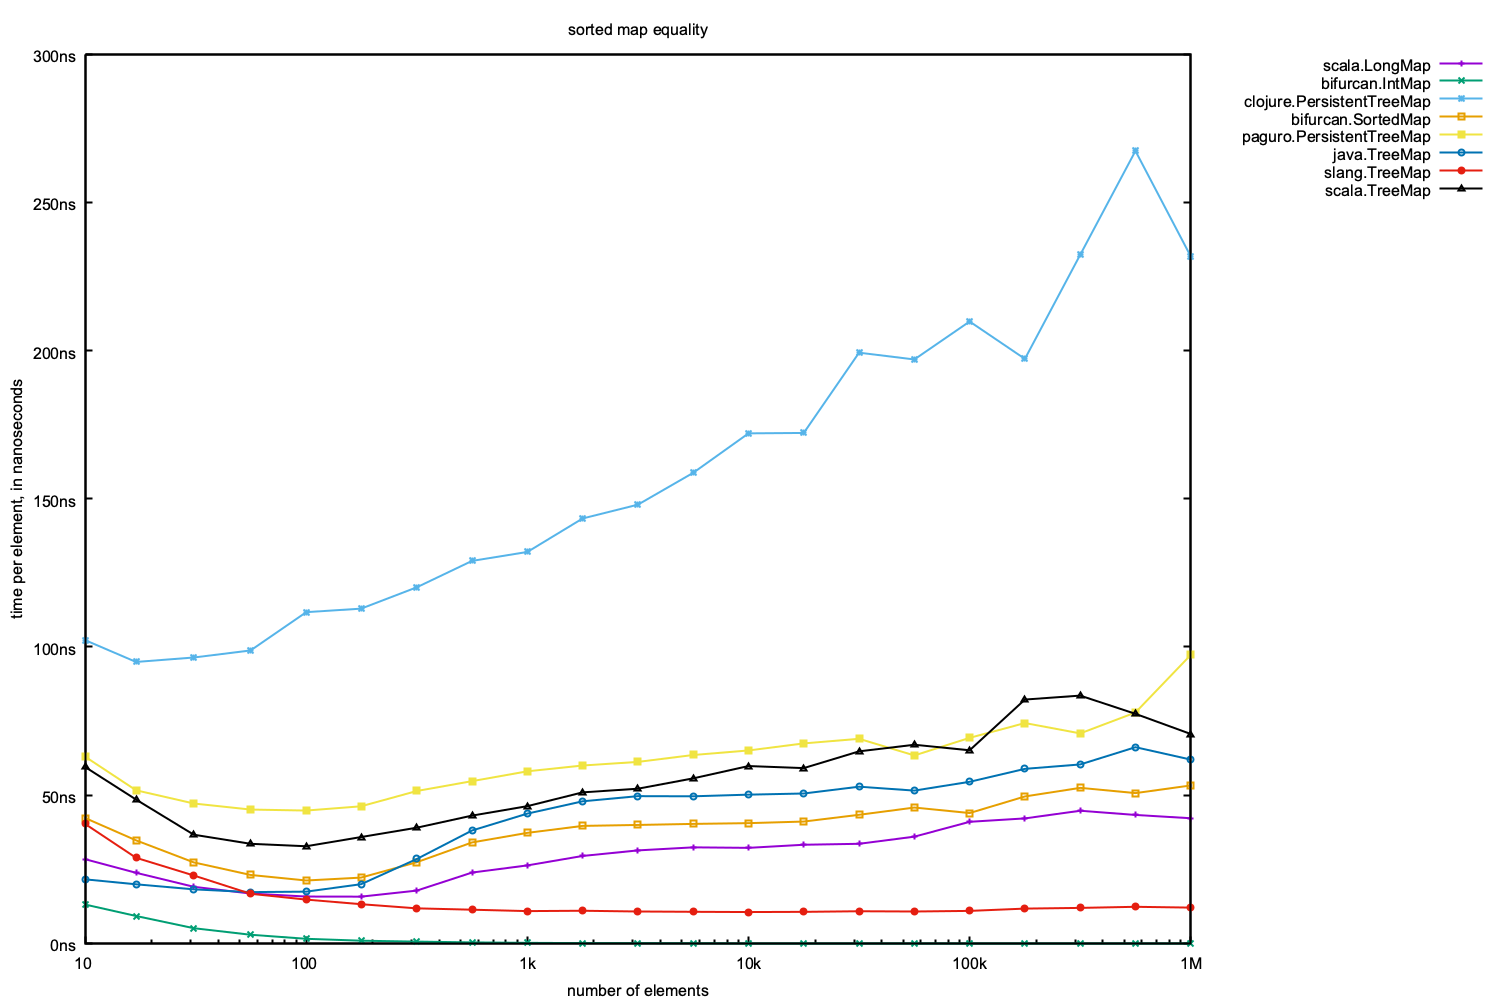 sorted map equality
300ns
250ns
200ns
150ns
100ns
50ns
0ns
time per element, in nanoseconds
10
100
1k
10k
100k
1M
number of elements
scala.LongMap
bifurcan.IntMap
clojure.PersistentTreeMap
bifurcan.SortedMap
paguro.PersistentTreeMap
java.TreeMap
slang.TreeMap
scala.TreeMap